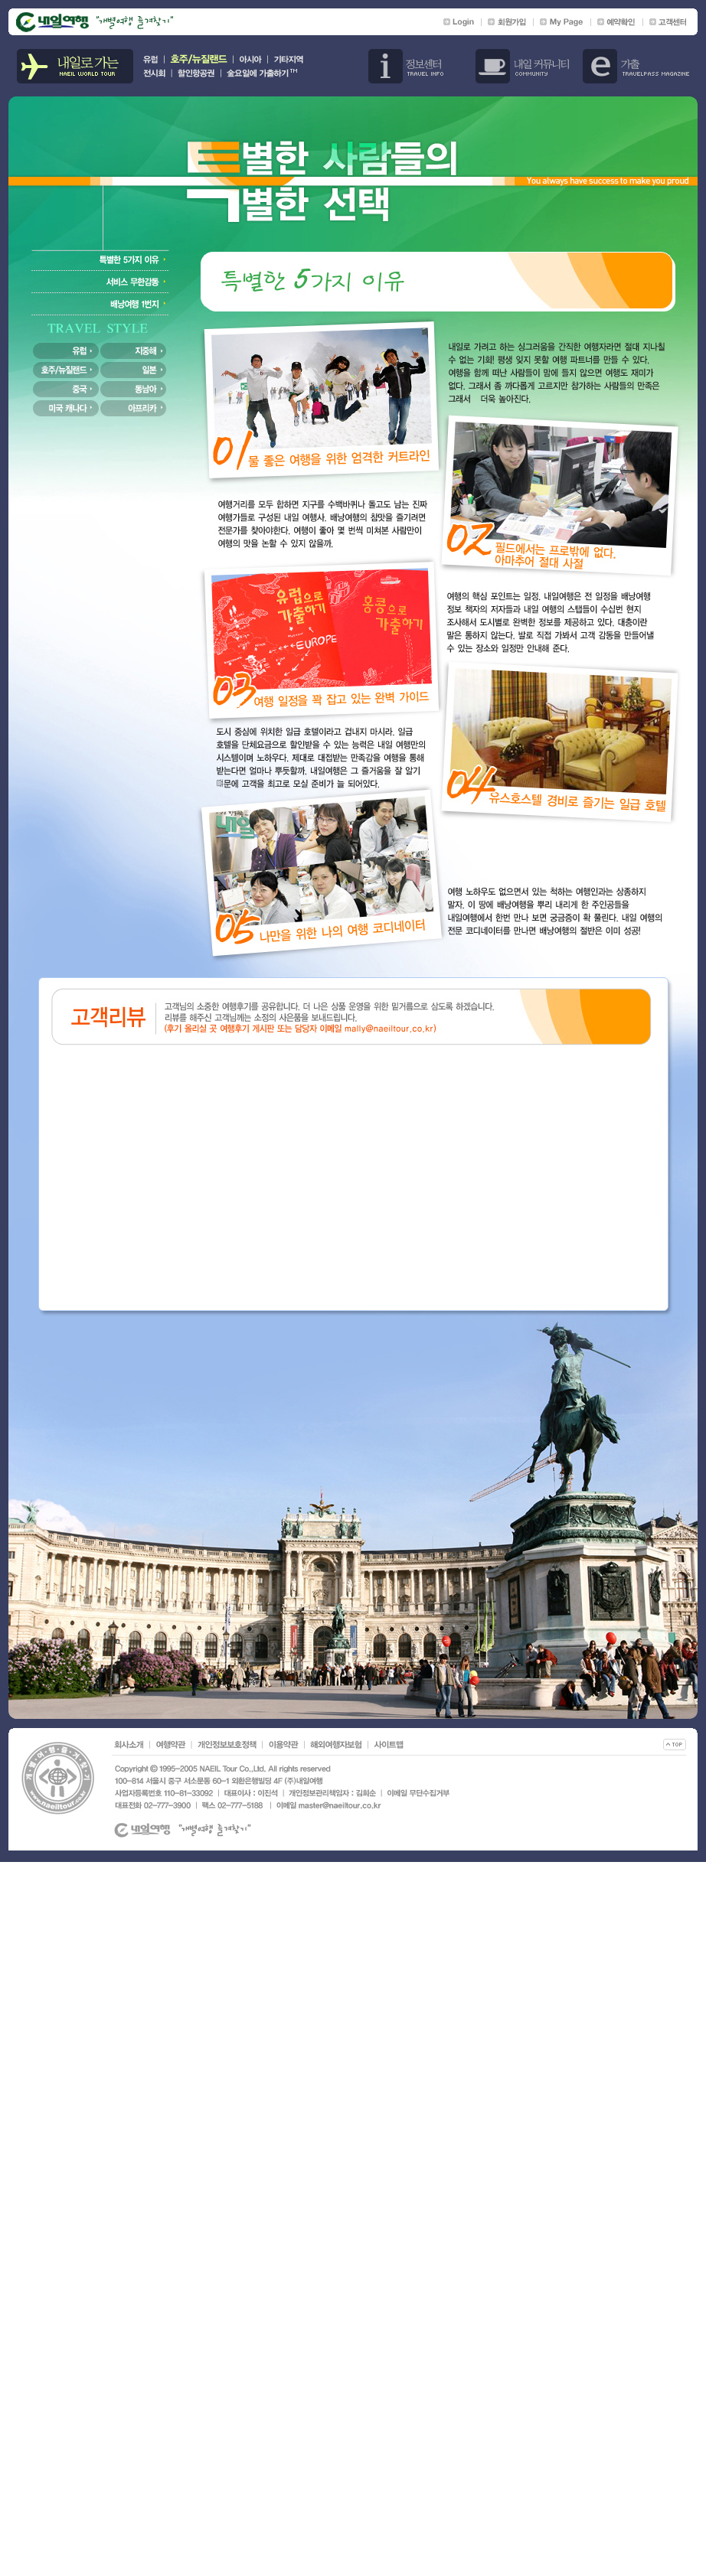 내일여행 "개별여행 즐겨찾기"
Login | 회원가입 | My Page | 예약확인 | 고객센터
내일로 가는
NAEIL WORLD TOUR
유럽 | 호주/뉴질랜드 | 아시아 | 기타지역
전시회 | 할인항공권 | 금요일에 가출하기™
정보센터
TRAVEL INFO
내일 커뮤니티
COMMUNITY
가출
TRAVELPASS MAGAZINE
특별한 사람들의
특별한 선택
You always have success to make you proud
특별한 5가지 이유
서비스 무한감동
배낭여행 1번지
TRAVEL STYLE
유럽
지중해
호주/뉴질랜드
일본
중국
동남아
미국 캐나다
아프리카
특별한 5가지 이유
01 물 좋은 여행을 위한 엄격한 커트라인
내일로 가려고 하는 싱그러움을 간직한 여행자라면 절대 지나칠
수 없는 기회! 평생 잊지 못할 여행 파트너를 만들 수 있다.
여행을 함께 떠난 사람들이 맘에 들지 않으면 여행도 재미가
없다. 그래서 좀 까다롭게 고르지만 참가하는 사람들의 만족은
그래서 더욱 높아진다.
02 필드에서는 프로밖에 없다.
아마추어 절대 사절
여행거리를 모두 합하면 지구를 수백바퀴나 돌고도 남는 진짜
여행가들로 구성된 내일 여행사. 배낭여행의 참맛을 즐기려면
전문가를 찾아야한다. 여행이 좋아 몇 번씩 미쳐본 사람만이
여행의 맛을 논할 수 있지 않을까.
유럽으로
가출하기
홍콩으로
가출하기
EUROPE
03 여행 일정을 꽉 잡고 있는 완벽 가이드
여행의 핵심 포인트는 일정. 내일여행은 전 일정을 배낭여행
정보 책자의 저자들과 내일 여행의 스탭들이 수십번 현지
조사해서 도시별로 완벽한 정보를 제공하고 있다. 대충이란
말은 통하지 않는다. 발로 직접 가봐서 고객 감동을 만들어낼
수 있는 장소와 일정만 안내해 준다.
04 유스호스텔 경비로 즐기는 일급 호텔
도시 중심에 위치한 일급 호텔이라고 겁내지 마시라. 일급
호텔을 단체요금으로 할인받을 수 있는 능력은 내일 여행만의
시스템이며 노하우다. 제대로 대접받는 만족감을 여행을 통해
받는다면 얼마나 뿌듯할까. 내일여행은 그 즐거움을 잘 알기
때문에 고객을 최고로 모실 준비가 늘 되어있다.
내일
05 나만을 위한 나의 여행 코디네이터
여행 노하우도 없으면서 있는 척하는 여행인과는 상종하지
말자. 이 땅에 배낭여행을 뿌리 내리게 한 주인공들을
내일여행에서 한번 만나 보면 궁금증이 확 풀린다. 내일 여행의
전문 코디네이터를 만나면 배낭여행의 절반은 이미 성공!
고객리뷰
고객님의 소중한 여행후기를 공유합니다. 더 나은 상품 운영을 위한 밑거름으로 삼도록 하겠습니다.
리뷰를 해주신 고객님께는 소정의 사은품을 보내드립니다.
(후기 올리실 곳 여행후기 게시판 또는 담당자 이메일 mally@naeiltour.co.kr)
회사소개 | 여행약관 | 개인정보보호정책 | 이용약관 | 해외여행자보험 | 사이트맵
TOP
Copyright ⓒ 1995-2005 NAEIL Tour Co.,Ltd. All rights reserved
100-814 서울시 중구 서소문동 60-1 외환은행빌딩 4F (주)내일여행
사업자등록번호 110-81-33092 | 대표이사 : 이진석 | 개인정보관리책임자 : 김희순 | 이메일 무단수집거부
대표전화 02-777-3900 | 팩스 02-777-5188 | 이메일 master@naeiltour.co.kr
개별여행즐겨찾기
www.naeiltour.co.kr
내일여행 "개별여행 즐겨찾기"